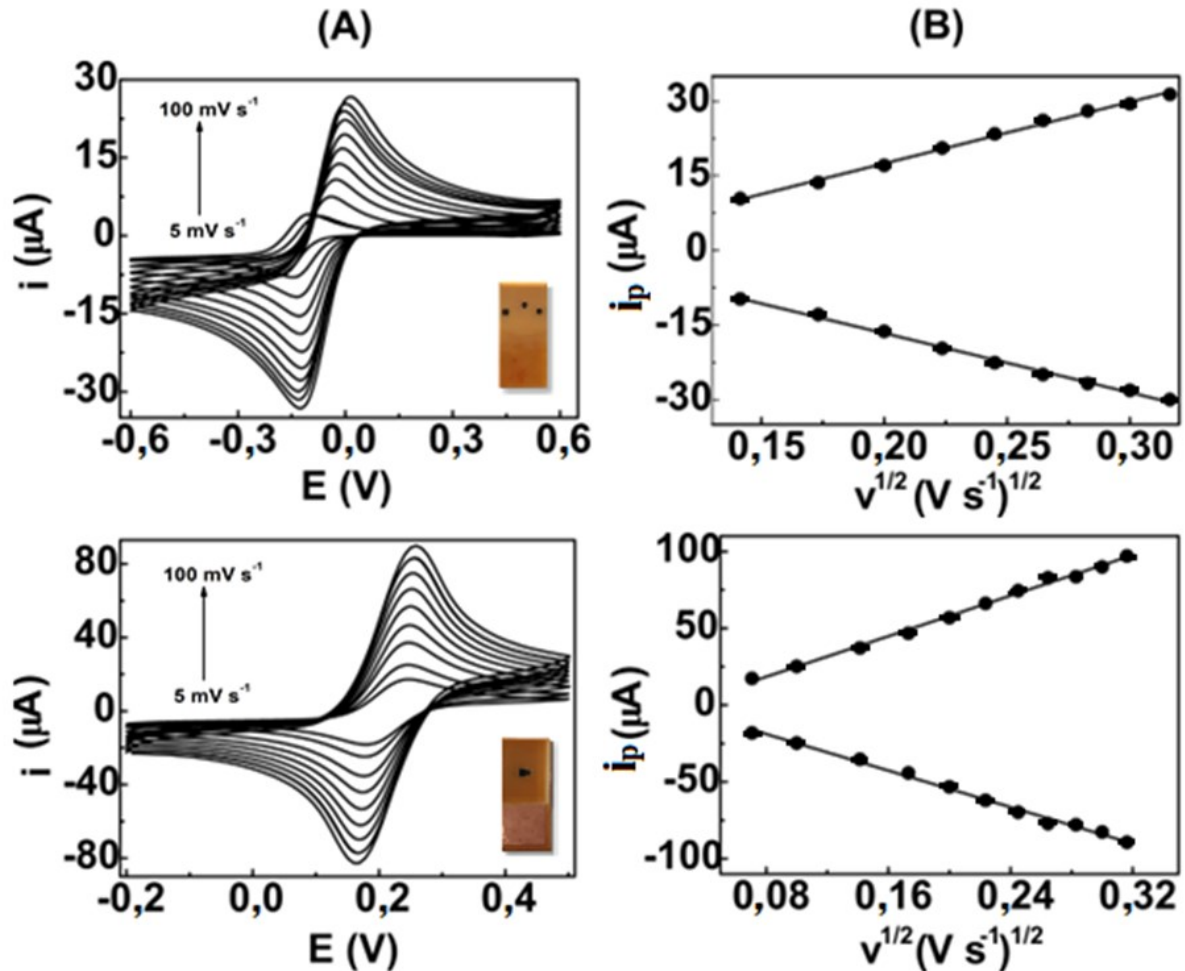 (A)
(B)
30
15
0
-15
-30
i (µA)
100 mV s-1
5 mV s-1
-0,6 -0,3 0,0 0,3 0,6
E (V)
30
15
0
-15
-30
ip (µA)
0,15 0,20 0,25 0,30
v1/2 (V s-1)1/2
80
40
0
-40
-80
i (µA)
100 mV s-1
5 mV s-1
-0,2 0,0 0,2 0,4
E (V)
100
50
0
-50
-100
ip (µA)
0,08 0,16 0,24 0,32
v1/2 (V s-1)1/2